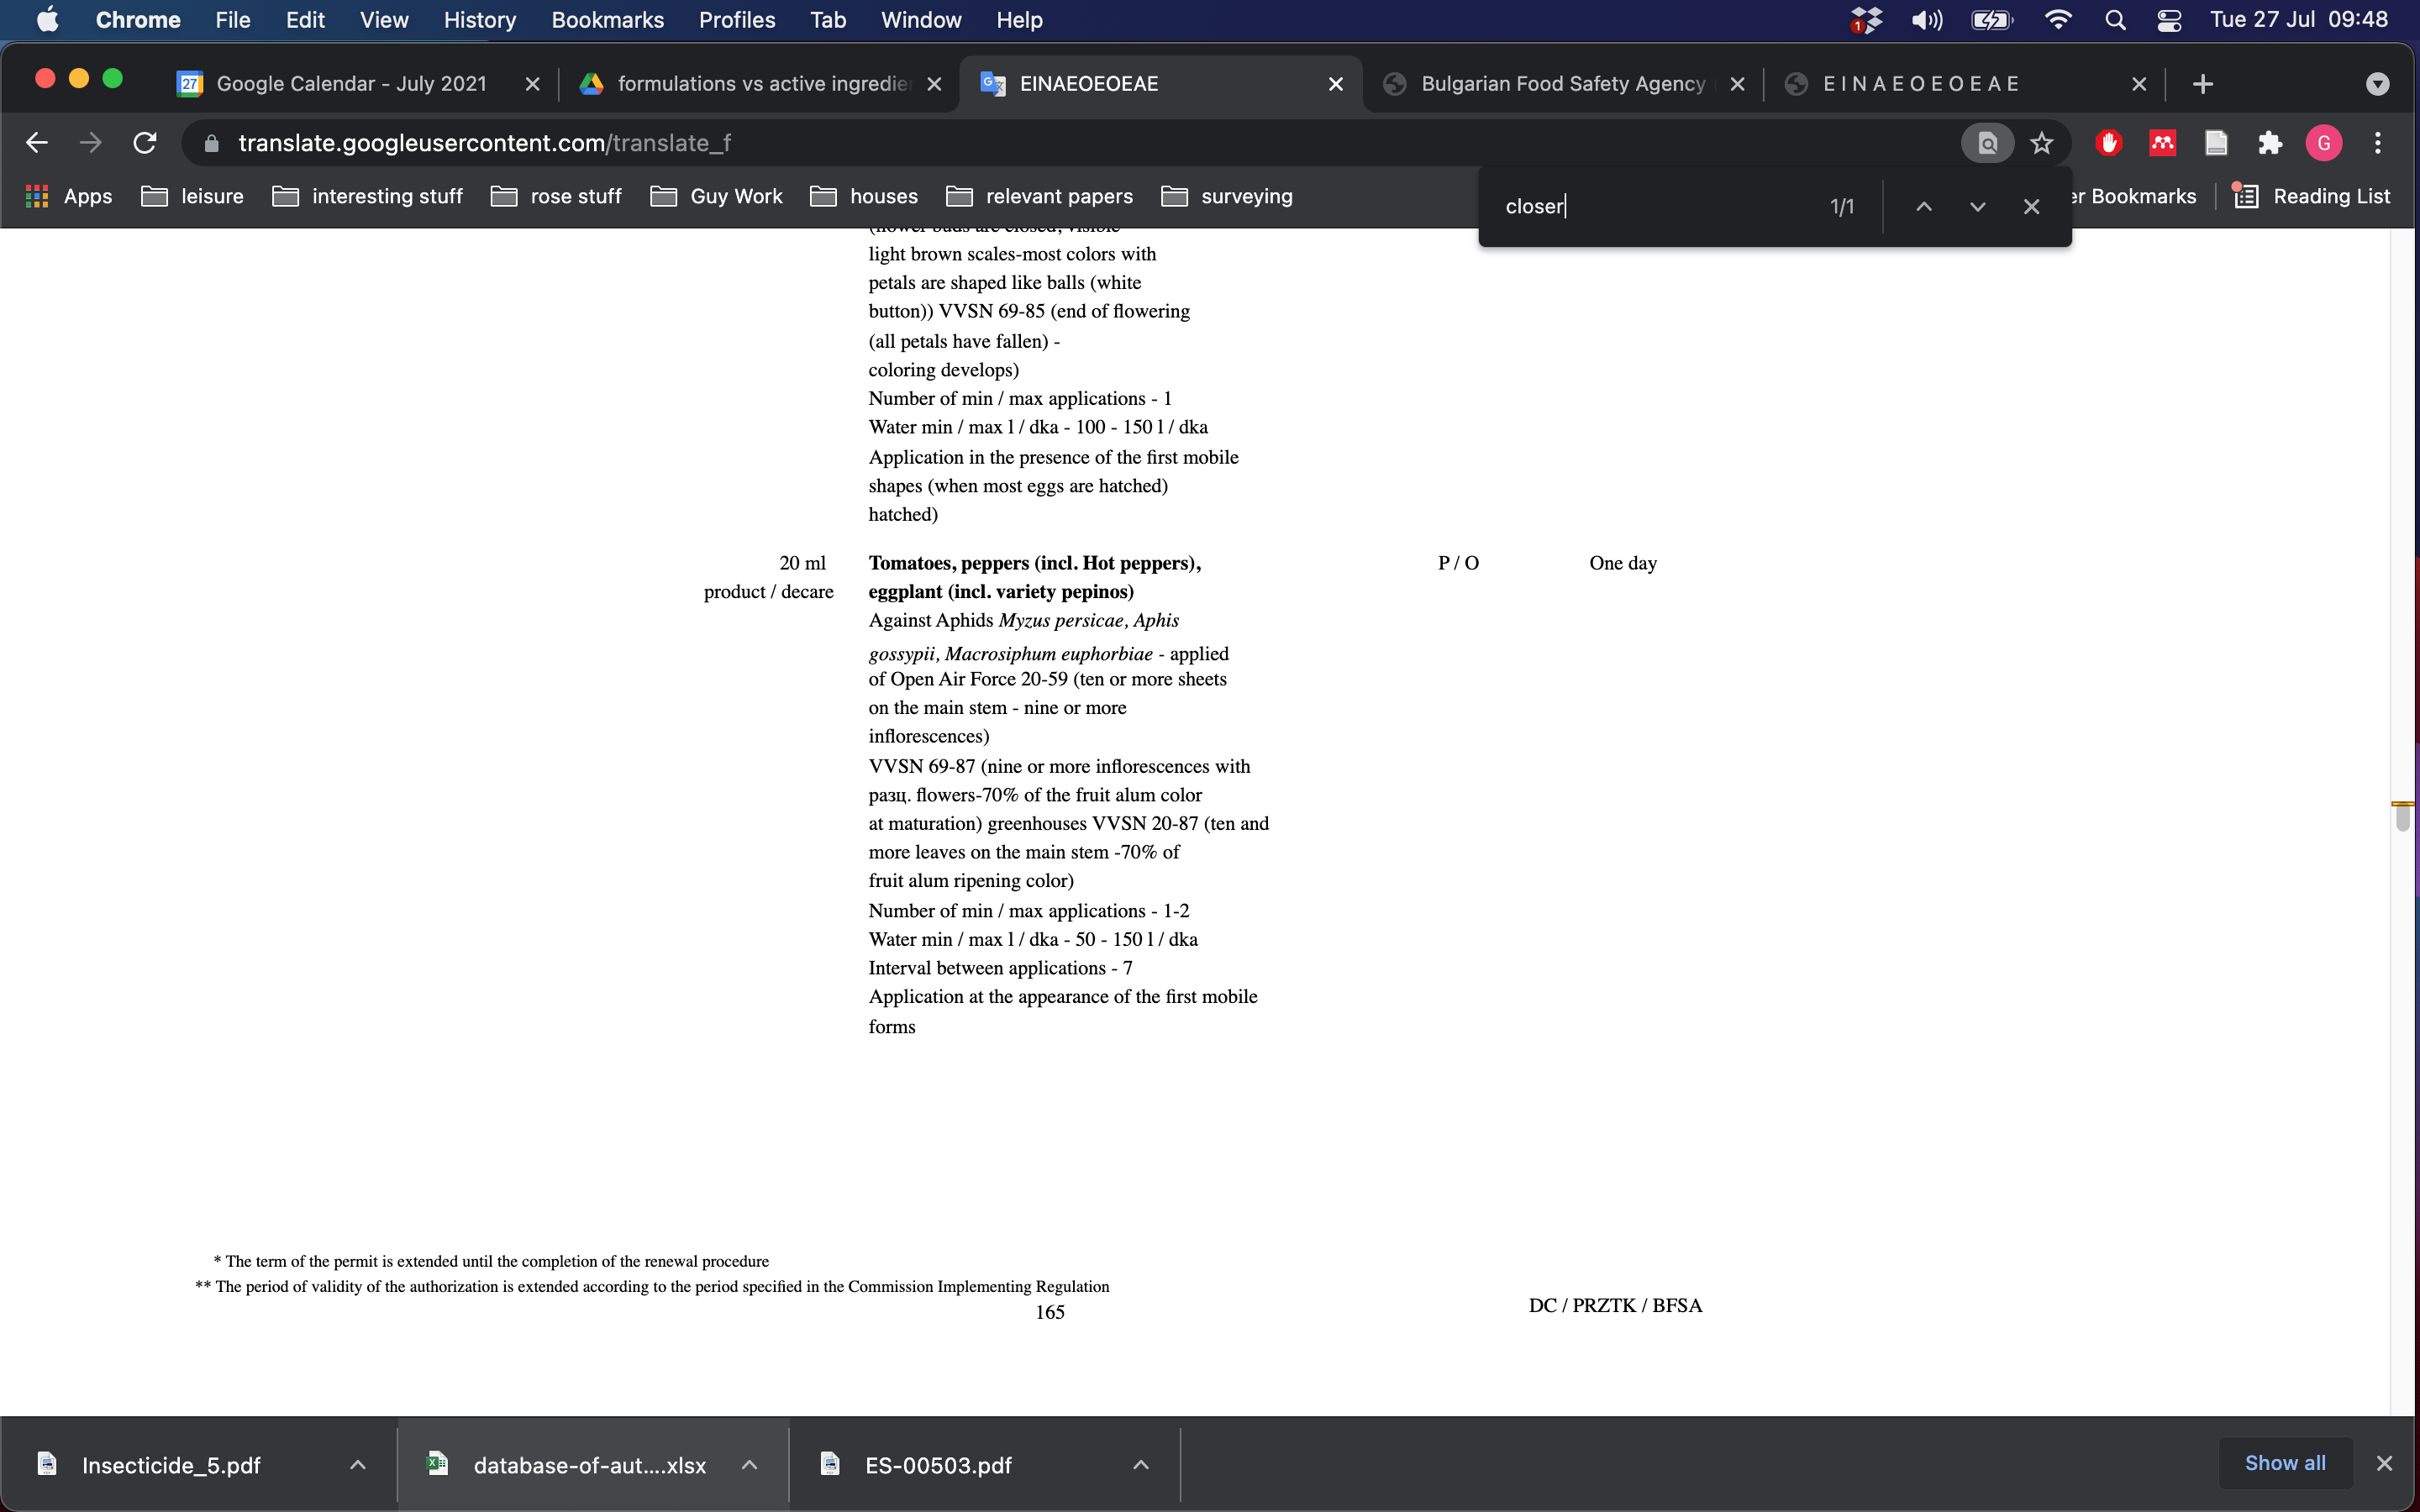 Chrome File Edit View History Bookmarks Profiles Tab Window Help
1
Tue 27 Jul 09:48
27 Google Calendar - July 2021
formulations vs active ingredie
EINAEOEOEAE
Bulgarian Food Safety Agency
E I N A E O E O E A E
translate.googleusercontent.com/translate_f
G
Apps leisure interesting stuff rose stuff Guy Work houses relevant papers surveying
er Bookmarks Reading List
closer 1/1
(flower buds are closed, visible
light brown scales-most colors with
petals are shaped like balls (white
button)) VVSN 69-85 (end of flowering
(all petals have fallen) -
coloring develops)
Number of min / max applications - 1
Water min / max l / dka - 100 - 150 l / dka
Application in the presence of the first mobile
shapes (when most eggs are hatched)
hatched)
20 ml
product / decare
Tomatoes, peppers (incl. Hot peppers),
eggplant (incl. variety pepinos)
P / O
One day
Against Aphids Myzus persicae, Aphis
gossypii, Macrosiphum euphorbiae - applied
of Open Air Force 20-59 (ten or more sheets
on the main stem - nine or more
inflorescences)
VVSN 69-87 (nine or more inflorescences with
разц. flowers-70% of the fruit alum color
at maturation) greenhouses VVSN 20-87 (ten and
more leaves on the main stem -70% of
fruit alum ripening color)
Number of min / max applications - 1-2
Water min / max l / dka - 50 - 150 l / dka
Interval between applications - 7
Application at the appearance of the first mobile
forms
* The term of the permit is extended until the completion of the renewal procedure
** The period of validity of the authorization is extended according to the period specified in the Commission Implementing Regulation
165
DC / PRZTK / BFSA
Insecticide_5.pdf
database-of-aut....xlsx
ES-00503.pdf
Show all